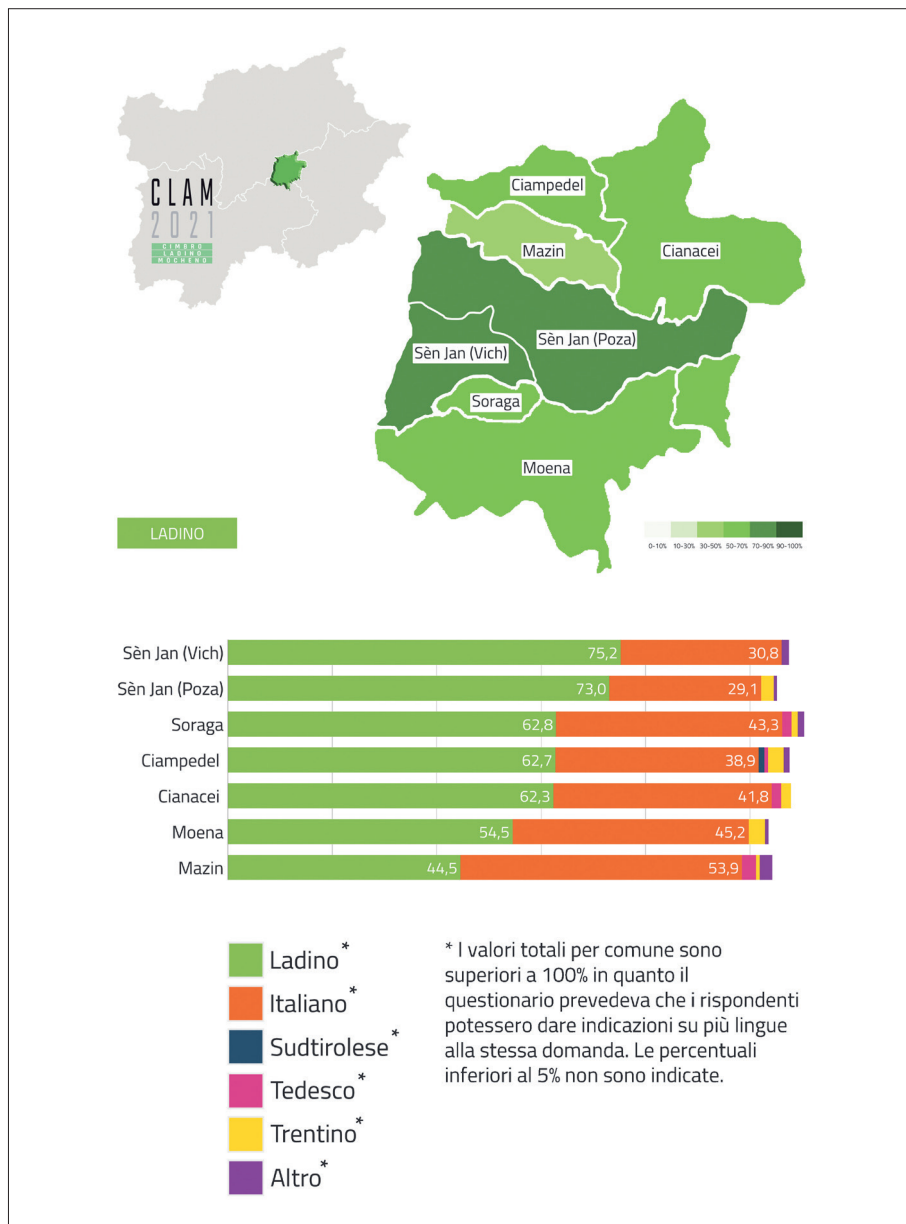 CLAM
2021
CIMBRO
LADINO
MÒCHENO
Ciampedel
Mazin
Cianacei
Sèn Jan (Poza)
Sèn Jan (Vich)
Soraga
Moena
LADINO
0-10% 10-30% 30-50% 50-70% 70-90% 90-100%
Sèn Jan (Vich) 75,2 30,8
Sèn Jan (Poza) 73,0 29,1
Soraga 62,8 43,3
Ciampedel 62,7 38,9
Cianacei 62,3 41,8
Moena 54,5 45,2
Mazin 44,5 53,9
Ladino*
Italiano*
Sudtirolese*
Tedesco*
Trentino*
Altro*
* I valori totali per comune sono
superiori a 100% in quanto il
questionario prevedeva che i rispondenti
potessero dare indicazioni su più lingue
alla stessa domanda. Le percentuali
inferiori al 5% non sono indicate.